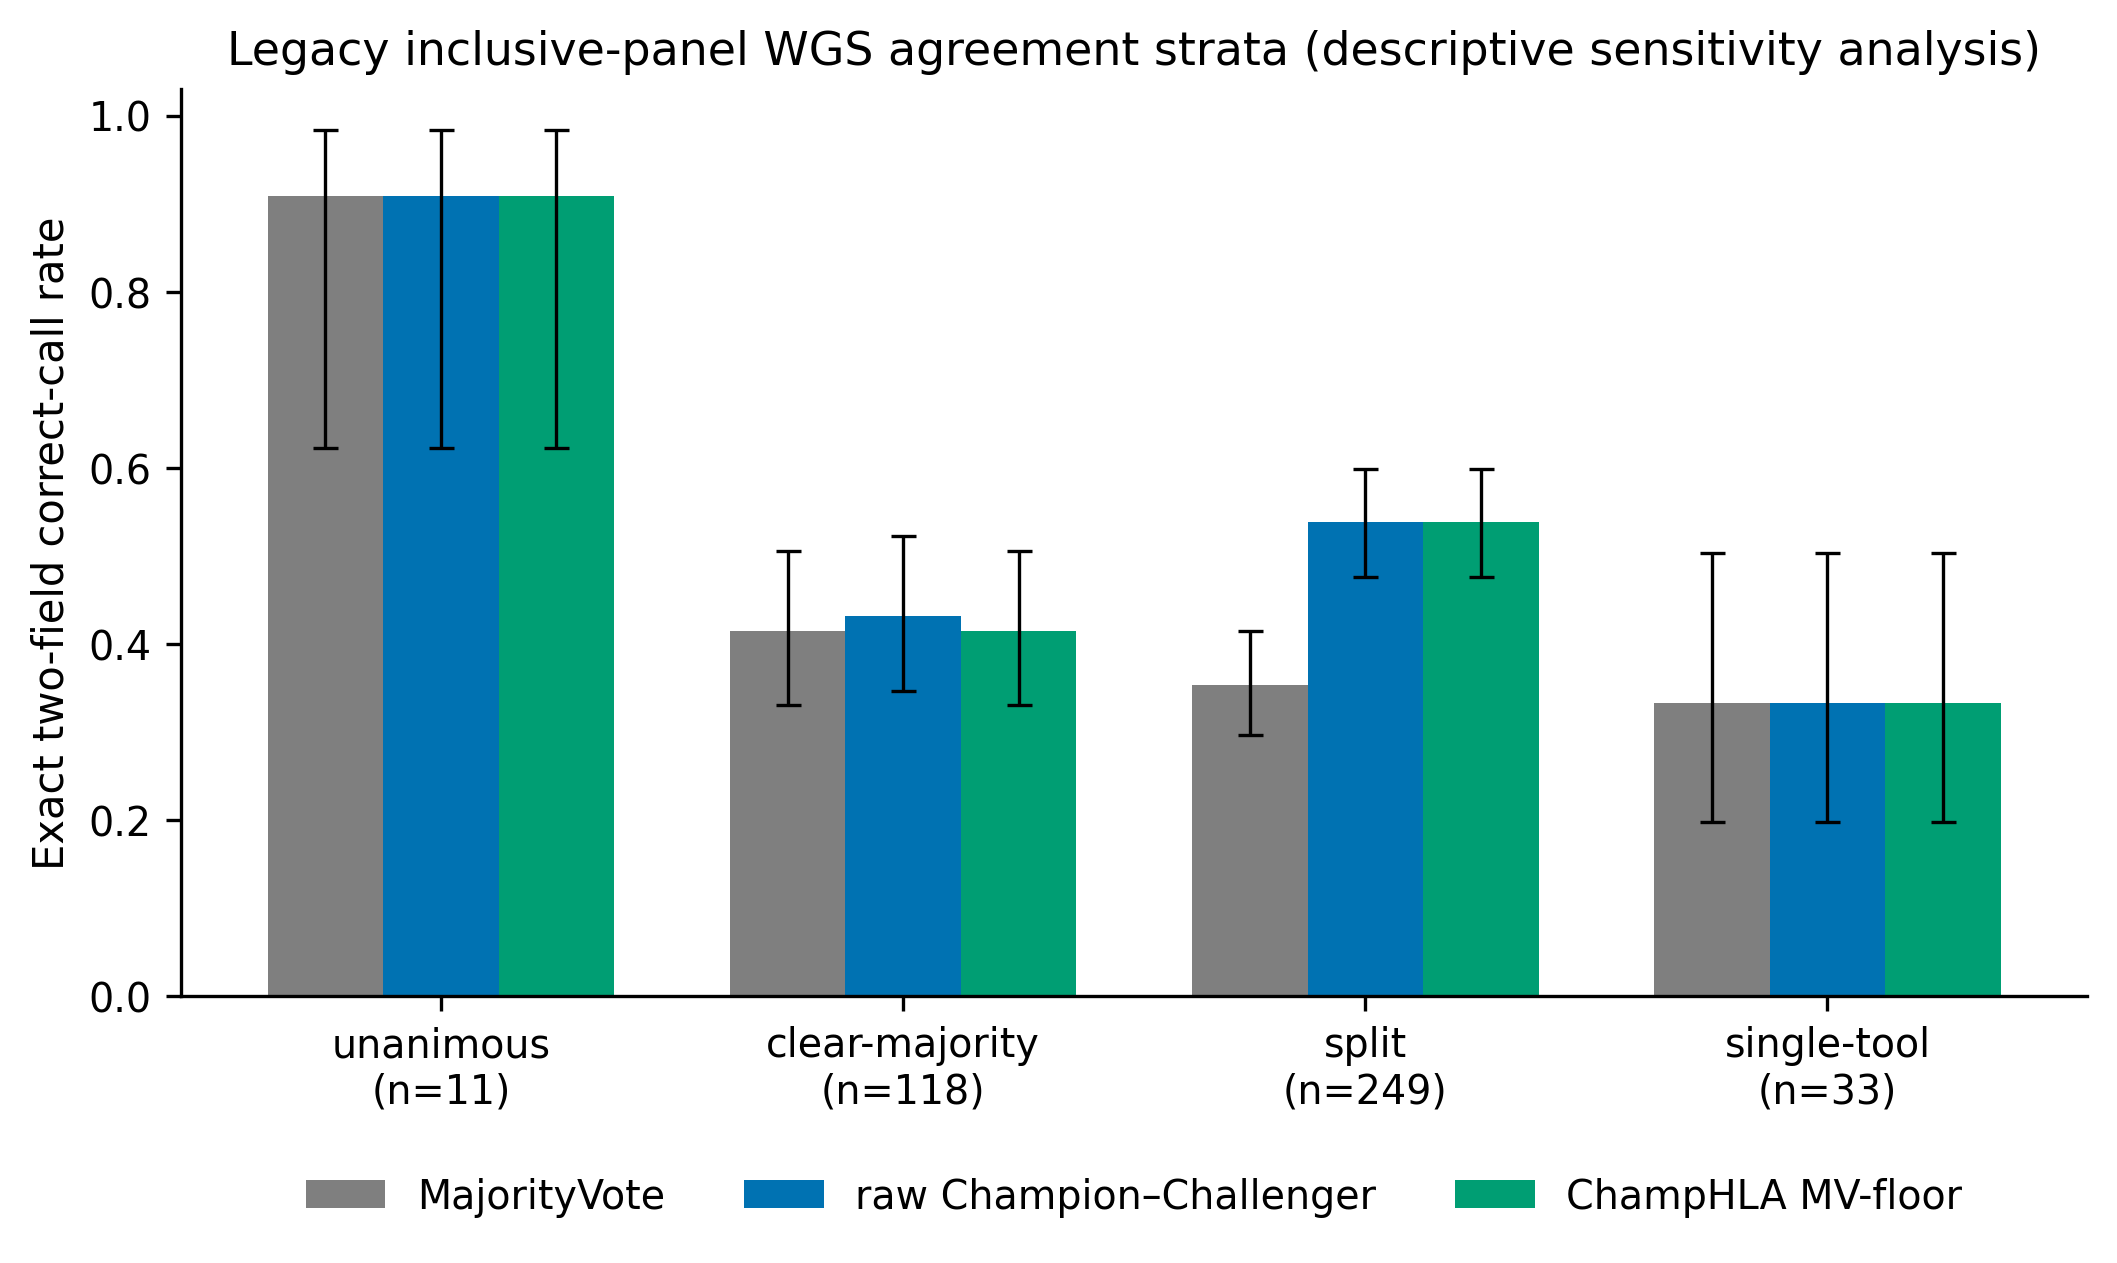 Legacy inclusive-panel WGS agreement strata (descriptive sensitivity analysis)
Exact two-field correct-call rate
1.0
0.8
0.6
0.4
0.2
0.0
unanimous
(n=11)
clear-majority
(n=118)
split
(n=249)
single-tool
(n=33)
MajorityVote
raw Champion–Challenger
ChampHLA MV-floor